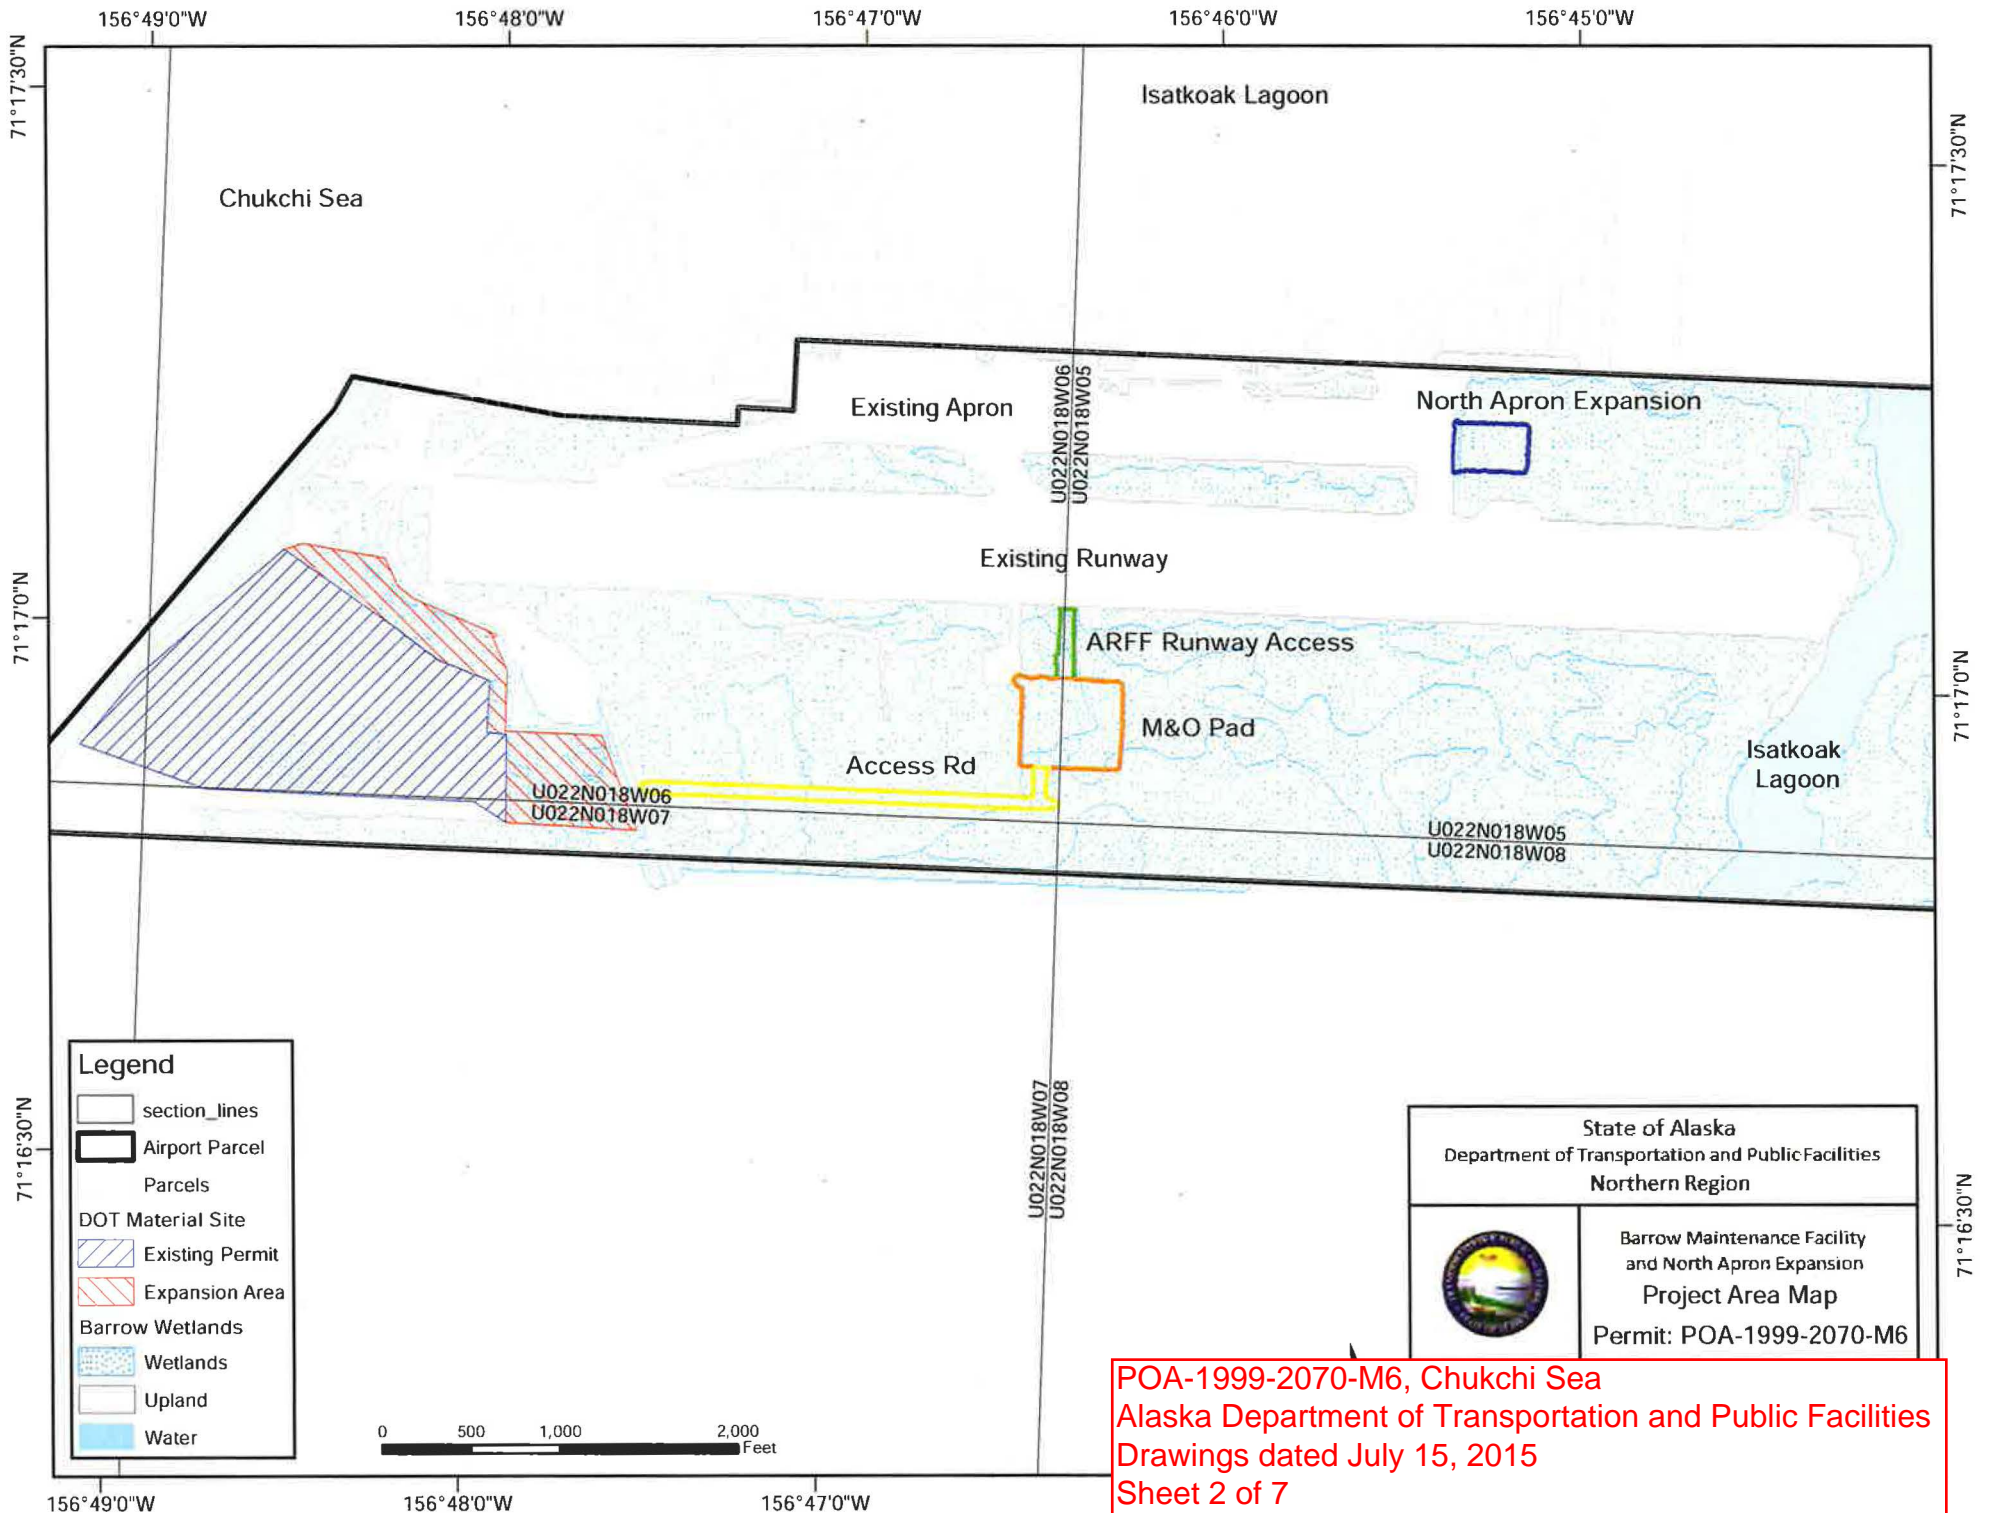 156°49'0"W
156°48'0"W
156°47'0"W
156°46'0"W
156°45'0"W
71°17'30"N
71°17'30"N
Isatkoak Lagoon
Chukchi Sea
Existing Apron
U022N018W06
U022N018W05
North Apron Expansion
Existing Runway
71°17'0"N
71°17'0"N
ARFF Runway Access
M&O Pad
Access Rd
Isatkoak
Lagoon
U022N018W06
U022N018W07
U022N018W05
U022N018W08
U022N018W07
U022N018W08
71°16'30"N
71°16'30"N
Legend
section_lines
Airport Parcel
Parcels
DOT Material Site
Existing Permit
Expansion Area
Barrow Wetlands
Wetlands
Upland
Water
0 500 1,000 2,000
Feet
State of Alaska
Department of Transportation and Public Facilities
Northern Region
Barrow Maintenance Facility
and North Apron Expansion
Project Area Map
Permit: POA-1999-2070-M6
POA-1999-2070-M6, Chukchi Sea
Alaska Department of Transportation and Public Facilities
Drawings dated July 15, 2015
Sheet 2 of 7
156°49'0"W
156°48'0"W
156°47'0"W